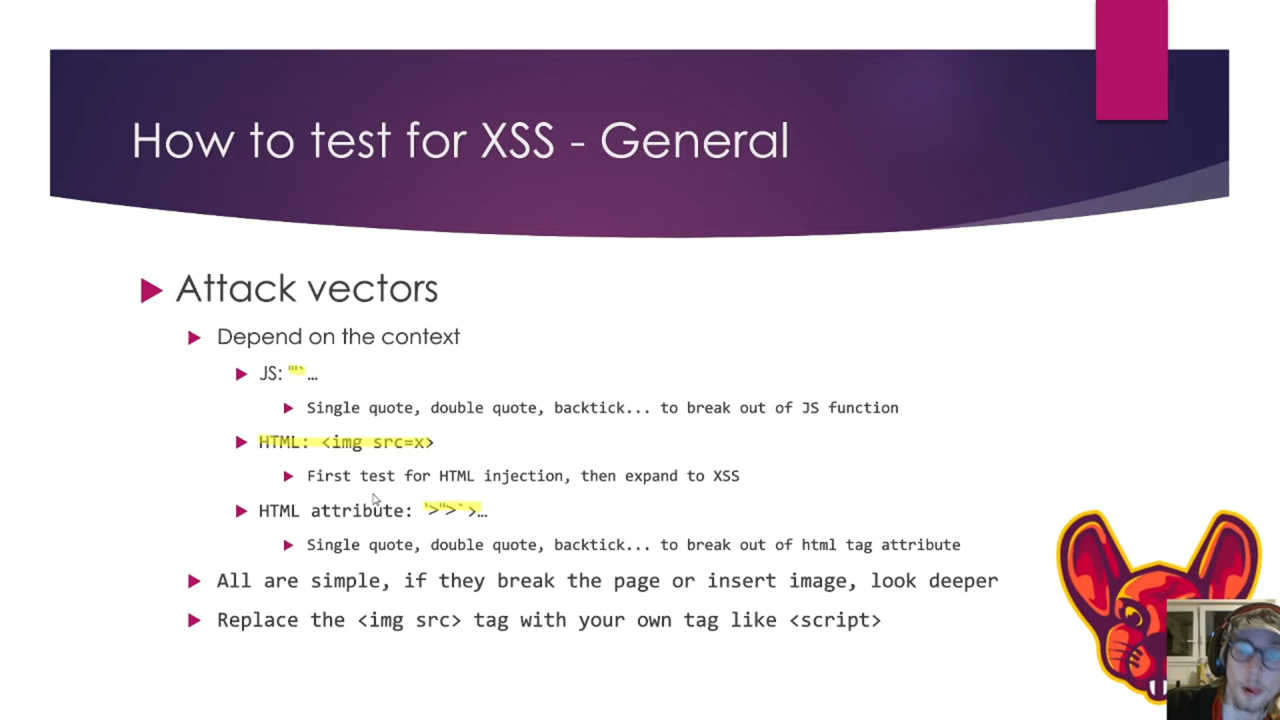 How to test for XSS - General
Attack vectors
Depend on the context
JS: '"`...
Single quote, double quote, backtick... to break out of JS function
HTML: <img src=x>
First test for HTML injection, then expand to XSS
HTML attribute: '>">`>...
Single quote, double quote, backtick... to break out of html tag attribute
All are simple, if they break the page or insert image, look deeper
Replace the <img src> tag with your own tag like <script>